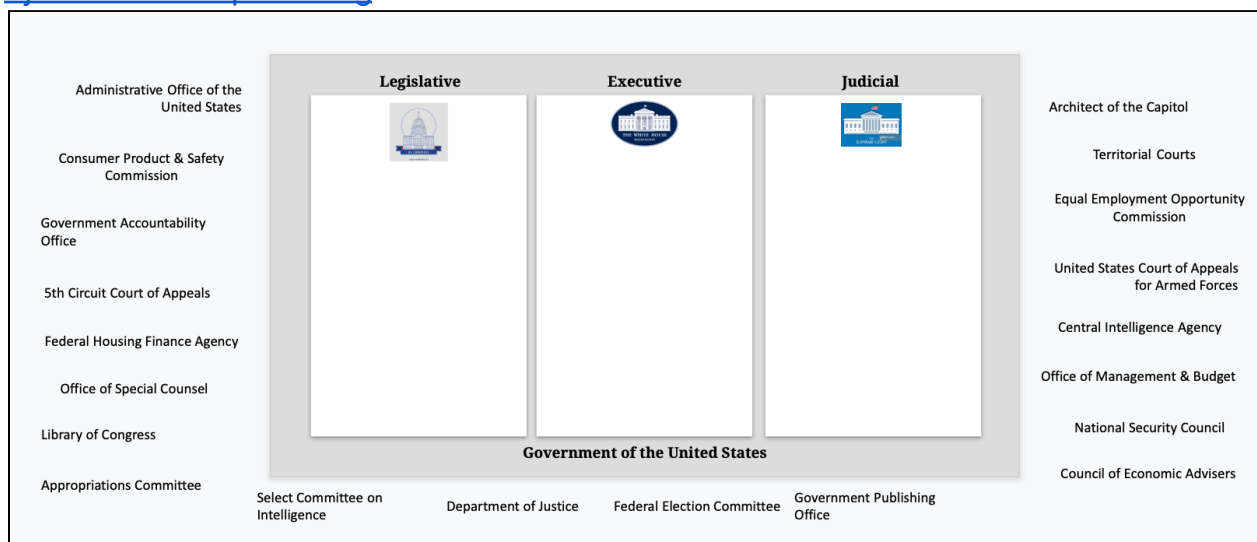 Legislative
Executive
Judicial
THE WHITE HOUSE
Administrative Office of the
United States
Consumer Product & Safety
Commission
Government Accountability
Office
5th Circuit Court of Appeals
Federal Housing Finance Agency
Office of Special Counsel
Library of Congress
Appropriations Committee
Architect of the Capitol
Territorial Courts
Equal Employment Opportunity
Commission
United States Court of Appeals
for Armed Forces
Central Intelligence Agency
Office of Management & Budget
National Security Council
Council of Economic Advisers
Government of the United States
Select Committee on
Intelligence
Department of Justice
Federal Election Committee
Government Publishing
Office